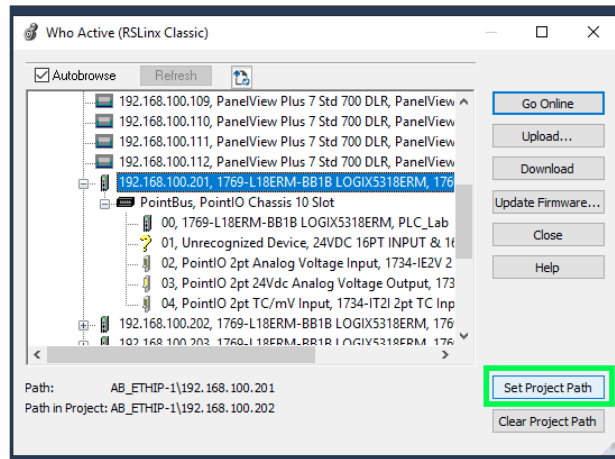 Who Active (RSLinx Classic)
Autobrowse
Refresh
192.168.100.109, PanelView Plus 7 Std 700 DLR, PanelView
192.168.100.110, PanelView Plus 7 Std 700 DLR, PanelView
192.168.100.111, PanelView Plus 7 Std 700 DLR, PanelView
192.168.100.112, PanelView Plus 7 Std 700 DLR, PanelView
192.168.100.201, 1769-L18ERM-BB1B LOGIX5318ERM, 176
PointBus, PointIO Chassis 10 Slot
00, 1769-L18ERM-BB1B LOGIX5318ERM, PLC_Lab
01, Unrecognized Device, 24VDC 16PT INPUT & 16
02, PointIO 2pt Analog Voltage Input, 1734-IE2V 2
03, PointIO 2pt 24Vdc Analog Voltage Output, 173
04, PointIO 2pt TC/mV Input, 1734-IT2I 2pt TC Inp
192.168.100.202, 1769-L18ERM-BB1B LOGIX5318ERM, 176
192.168.100.203, 1769-L18ERM-BB1B LOGIX5318ERM, 176
Go Online
Upload...
Download
Update Firmware...
Close
Help
Path: AB_ETHIP-1\192.168.100.201
Path in Project: AB_ETHIP-1\192.168.100.202
Set Project Path
Clear Project Path